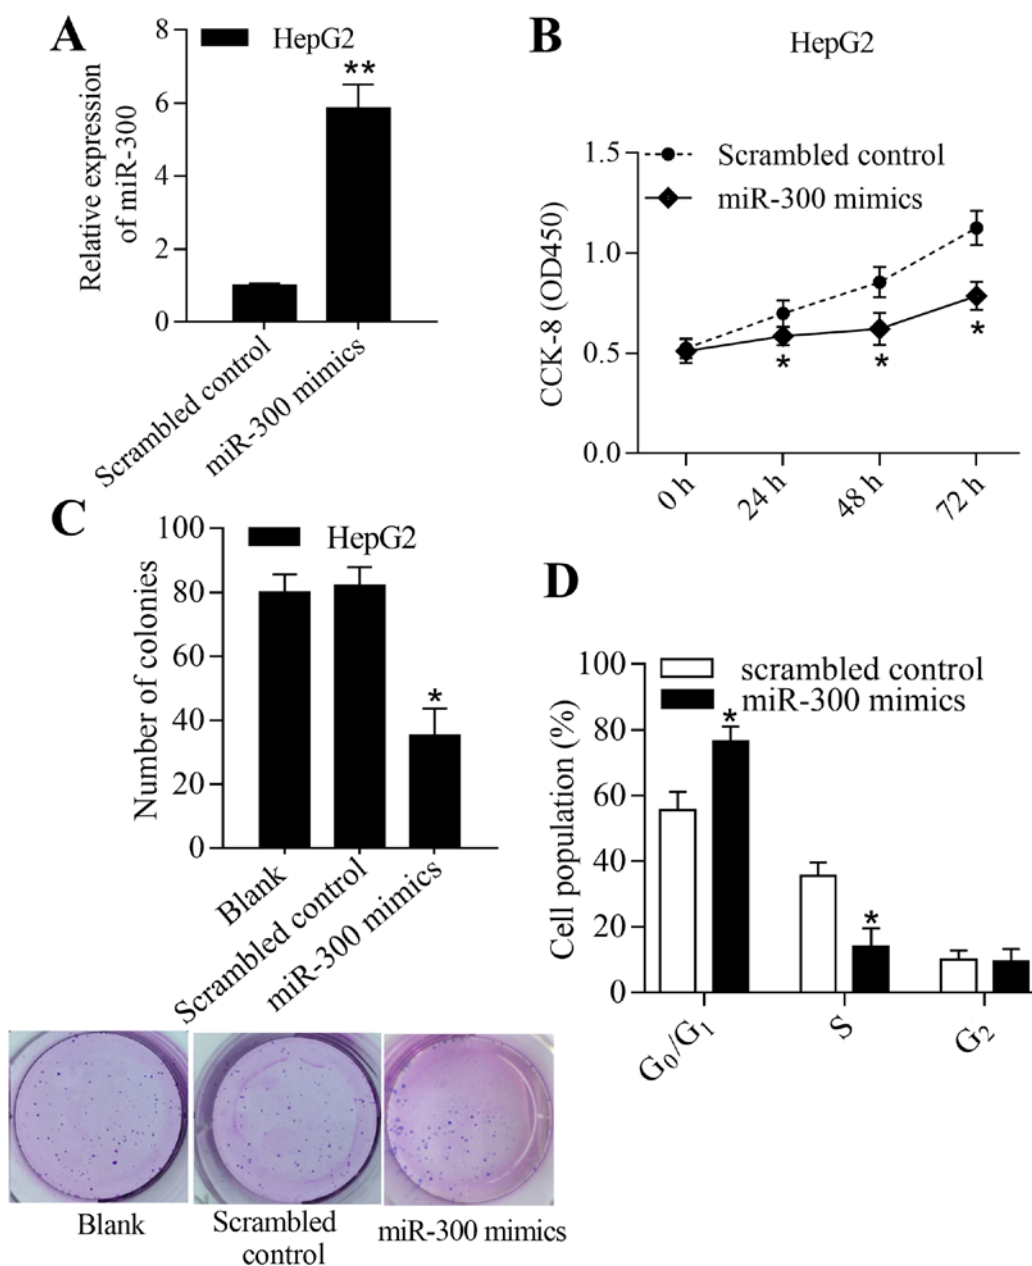 A
8
6
4
2
0
Relative expression
of miR-300
HepG2
**
Scrambled control
miR-300 mimics
B
HepG2
1.5
1.0
0.5
0.0
CCK-8 (OD450)
Scrambled control
miR-300 mimics
*
*
*
0 h
24 h
48 h
72 h
C
100
80
60
40
20
0
Number of colonies
HepG2
*
Blank
Scrambled control
miR-300 mimics
Blank
Scrambled
control
miR-300 mimics
D
100
80
60
40
20
0
Cell population (%)
scrambled control
miR-300 mimics
*
*
G₀/G₁
S
G₂